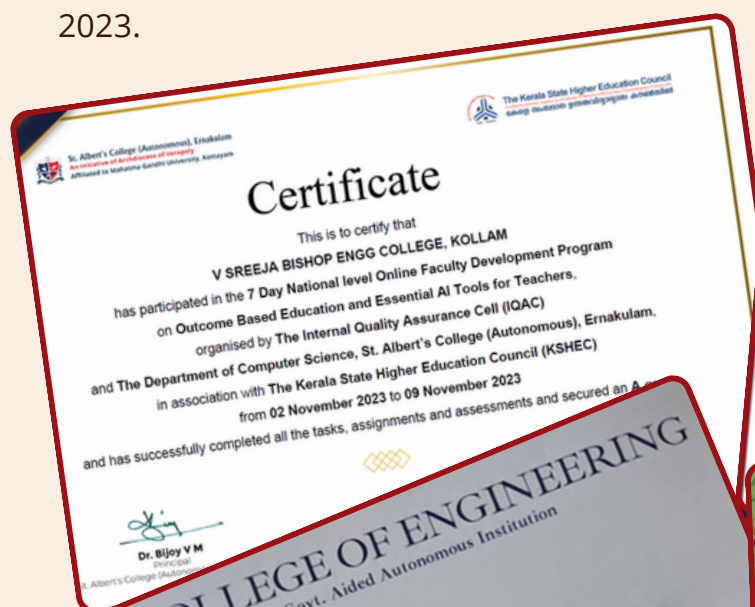 2023.
St. Albert's College (Autonomous), Ernakulam
An Initiative of Archdiocese of Verapoly
Affiliated to Mahatma Gandhi University, Kottayam
The Kerala State Higher Education Council
കേരള സംസ്ഥാന ഉന്നതവിദ്യാഭ്യാസ കൗൺസിൽ
Certificate
This is to certify that
V SREEJA BISHOP ENGG COLLEGE, KOLLAM
has participated in the 7 Day National level Online Faculty Development Program
on Outcome Based Education and Essential AI Tools for Teachers,
organised by The Internal Quality Assurance Cell (IQAC)
and The Department of Computer Science, St. Albert's College (Autonomous), Ernakulam,
in association with The Kerala State Higher Education Council (KSHEC)
from 02 November 2023 to 09 November 2023
and has successfully completed all the tasks, assignments and assessments and secured an A
Dr. Bijoy V M
Principal
St. Albert's College (Autonom
OLLEGE OF ENGINEERING
Govt. Aided Autonomous Institution